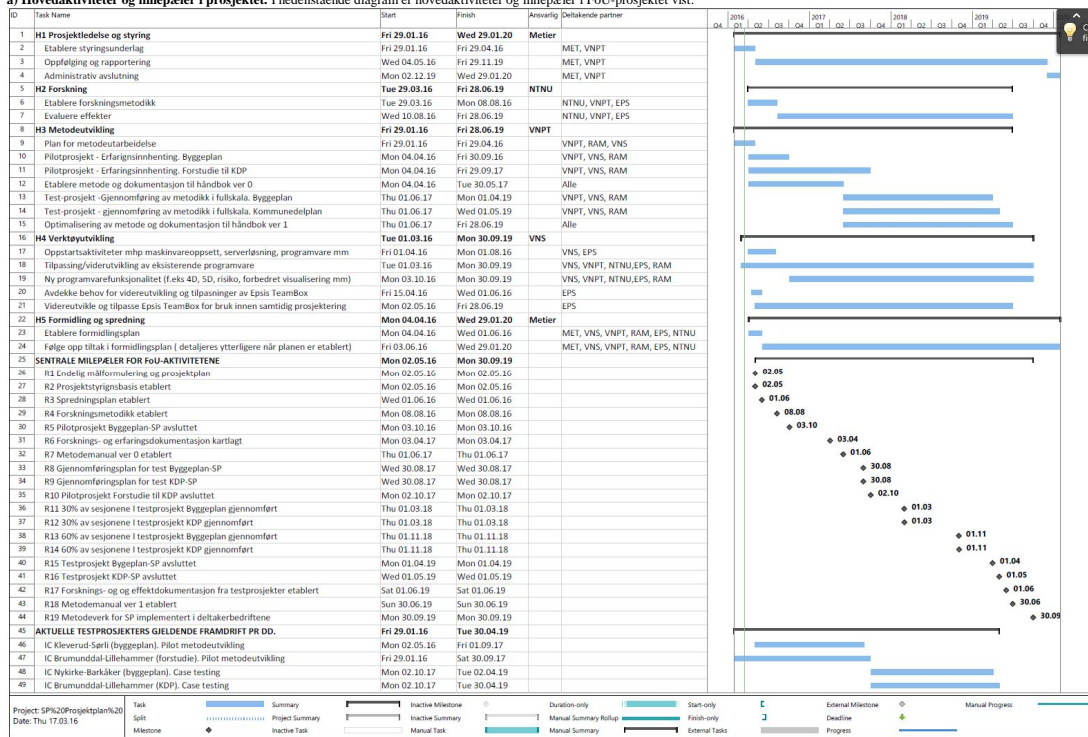 a) Hovedaktiviteter og milepæler i prosjektet. I nedenstående diagram er hovedaktiviteter og milepæler i FoU-prosjektet vist.
ID Task Name Start Finish Ansvarlig Deltakende partner 2016 2017 2018 2019
Q4 Q1 Q2 Q3 Q4 Q1 Q2 Q3 Q4 Q1 Q2 Q3 Q4 Q1 Q2 Q3 Q4
1 H1 Prosjektledelse og styring Fri 29.01.16 Wed 29.01.20 Metier
2 Etablere styringsunderlag Fri 29.01.16 Fri 29.04.16 MET, VNPT
3 Oppfølging og rapportering Wed 04.05.16 Fri 29.11.19 MET, VNPT
4 Administrativ avslutning Mon 02.12.19 Wed 29.01.20 MET, VNPT
5 H2 Forskning Tue 29.03.16 Fri 28.06.19 NTNU
6 Etablere forskningsmetodikk Tue 29.03.16 Mon 08.08.16 NTNU, VNPT, EPS
7 Evaluere effekter Wed 10.08.16 Fri 28.06.19 NTNU, VNPT, EPS
8 H3 Metodeutvikling Fri 29.01.16 Fri 28.06.19 VNPT
9 Plan for metodeutarbeidelse Fri 29.01.16 Fri 29.04.16 VNPT, RAM, VNS
10 Pilotprosjekt - Erfarignsinnhenting. Byggeplan Mon 04.04.16 Fri 30.09.16 VNPT, VNS, RAM
11 Pilotprosjekt - Erfaringsinnhenting. Forstudie til KDP Mon 04.04.16 Fri 29.09.17 VNPT, VNS, RAM
12 Etablere metode og dokumentasjon til håndbok ver 0 Mon 04.04.16 Tue 30.05.17 Alle
13 Test-prosjekt -Gjennomføring av metodikk i fullskala. Byggeplan Thu 01.06.17 Mon 01.04.19 VNPT, VNS, RAM
14 Test-prosjekt - gjennomføring av metodikk i fullskala. Kommunedelplan Thu 01.06.17 Wed 01.05.19 VNPT, VNS, RAM
15 Optimalisering av metode og dokumentasjon til håndbok ver 1 Thu 01.06.17 Fri 28.06.19 Alle
16 H4 Verktøyutvikling Tue 01.03.16 Mon 30.09.19 VNS
17 Oppstartsaktiviteter mhp maskinvareoppsett, serverløsning, programvare mm Fri 01.04.16 Mon 01.08.16 VNS, EPS
18 Tilpassing/viderutvikling av eksisterende programvare Tue 01.03.16 Mon 30.09.19 VNS, VNPT, NTNU,EPS, RAM
19 Ny programvarefunksjonalitet (f.eks 4D, 5D, risiko, forbedret visualisering mm) Mon 03.10.16 Mon 30.09.19 VNS, VNPT, NTNU,EPS, RAM
20 Avdekke behov for videreutvikling og tilpasninger av Epsis TeamBox Fri 15.04.16 Wed 01.06.16 EPS
21 Videreutvikle og tilpasse Epsis TeamBox for bruk innen samtidig prosjektering Mon 02.05.16 Fri 28.06.19 EPS
22 H5 Formidling og spredning Mon 04.04.16 Wed 29.01.20 Metier
23 Etablere formidlingsplan Mon 04.04.16 Wed 01.06.16 MET, VNS, VNPT, RAM, EPS, NTNU
24 Følge opp tiltak i formidlingsplan ( detaljeres ytterligere når planen er etablert) Fri 03.06.16 Wed 29.01.20 MET, VNS, VNPT, RAM, EPS, NTNU
25 SENTRALE MILEPÆLER FOR FoU-AKTIVITETENE Mon 02.05.16 Mon 30.09.19
26 R1 Endelig målformulering og prosjektplan Mon 02.05.16 Mon 02.05.16 02.05
27 R2 Prosjektstyrignsbasis etablert Mon 02.05.16 Mon 02.05.16 02.05
28 R3 Spredningsplan etablert Wed 01.06.16 Wed 01.06.16 01.06
29 R4 Forskningsmetodikk etablert Mon 08.08.16 Mon 08.08.16 08.08
30 R5 Pilotprosjekt Byggeplan-SP avsluttet Mon 03.10.16 Mon 03.10.16 03.10
31 R6 Forsknings- og erfaringsdokumentasjon kartlagt Mon 03.04.17 Mon 03.04.17 03.04
32 R7 Metodemanual ver 0 etablert Thu 01.06.17 Thu 01.06.17 01.06
33 R8 Gjennomføringsplan for test Byggeplan-SP Wed 30.08.17 Wed 30.08.17 30.08
34 R9 Gjennomføringsplan for test KDP-SP Wed 30.08.17 Wed 30.08.17 30.08
35 R10 Pilotprosjekt Forstudie til KDP avsluttet Mon 02.10.17 Mon 02.10.17 02.10
36 R11 30% av sesjonene I testprosjekt Byggeplan gjennomført Thu 01.03.18 Thu 01.03.18 01.03
37 R12 30% av sesjonene I testprosjekt KDP gjennomført Thu 01.03.18 Thu 01.03.18 01.03
38 R13 60% av sesjonene I testprosjekt Byggeplan gjennomført Thu 01.11.18 Thu 01.11.18 01.11
39 R14 60% av sesjonene I testprosjekt KDP gjennomført Thu 01.11.18 Thu 01.11.18 01.11
40 R15 Testprosjekt Bygeplan-SP avsluttet Mon 01.04.19 Mon 01.04.19 01.04
41 R16 Testprosjekt KDP-SP avsluttet Wed 01.05.19 Wed 01.05.19 01.05
42 R17 Forsknings- og og effektdokumentasjon fra testprosjekter etablert Sat 01.06.19 Sat 01.06.19 01.06
43 R18 Metodemanual ver 1 etablert Sun 30.06.19 Sun 30.06.19 30.06
44 R19 Metodeverk for SP implementert i deltakerbedriftene Mon 30.09.19 Mon 30.09.19 30.09
45 AKTUELLE TESTPROSJEKTERS GJELDENDE FRAMDRIFT PR DD. Fri 29.01.16 Tue 30.04.19
46 IC Kleverud-Sørli (byggeplan). Pilot metodeutvikling Mon 02.05.16 Fri 01.09.17
47 IC Brumunddal-Lillehammer (forstudie). Pilot metodeutvikling Fri 29.01.16 Sat 30.09.17
48 IC Nykirke-Barkåker (byggeplan). Case testing Mon 02.10.17 Tue 02.04.19
49 IC Brumunddal-Lillehammer (KDP). Case testing Mon 02.10.17 Tue 30.04.19
Project: SP%20Prosjektplan%20
Date: Thu 17.03.16
Task Summary Inactive Milestone Duration-only Start-only External Milestone Manual Progress
Split Project Summary Inactive Summary Manual Summary Rollup Finish-only Deadline
Milestone Inactive Task Manual Task Manual Summary External Tasks Progress